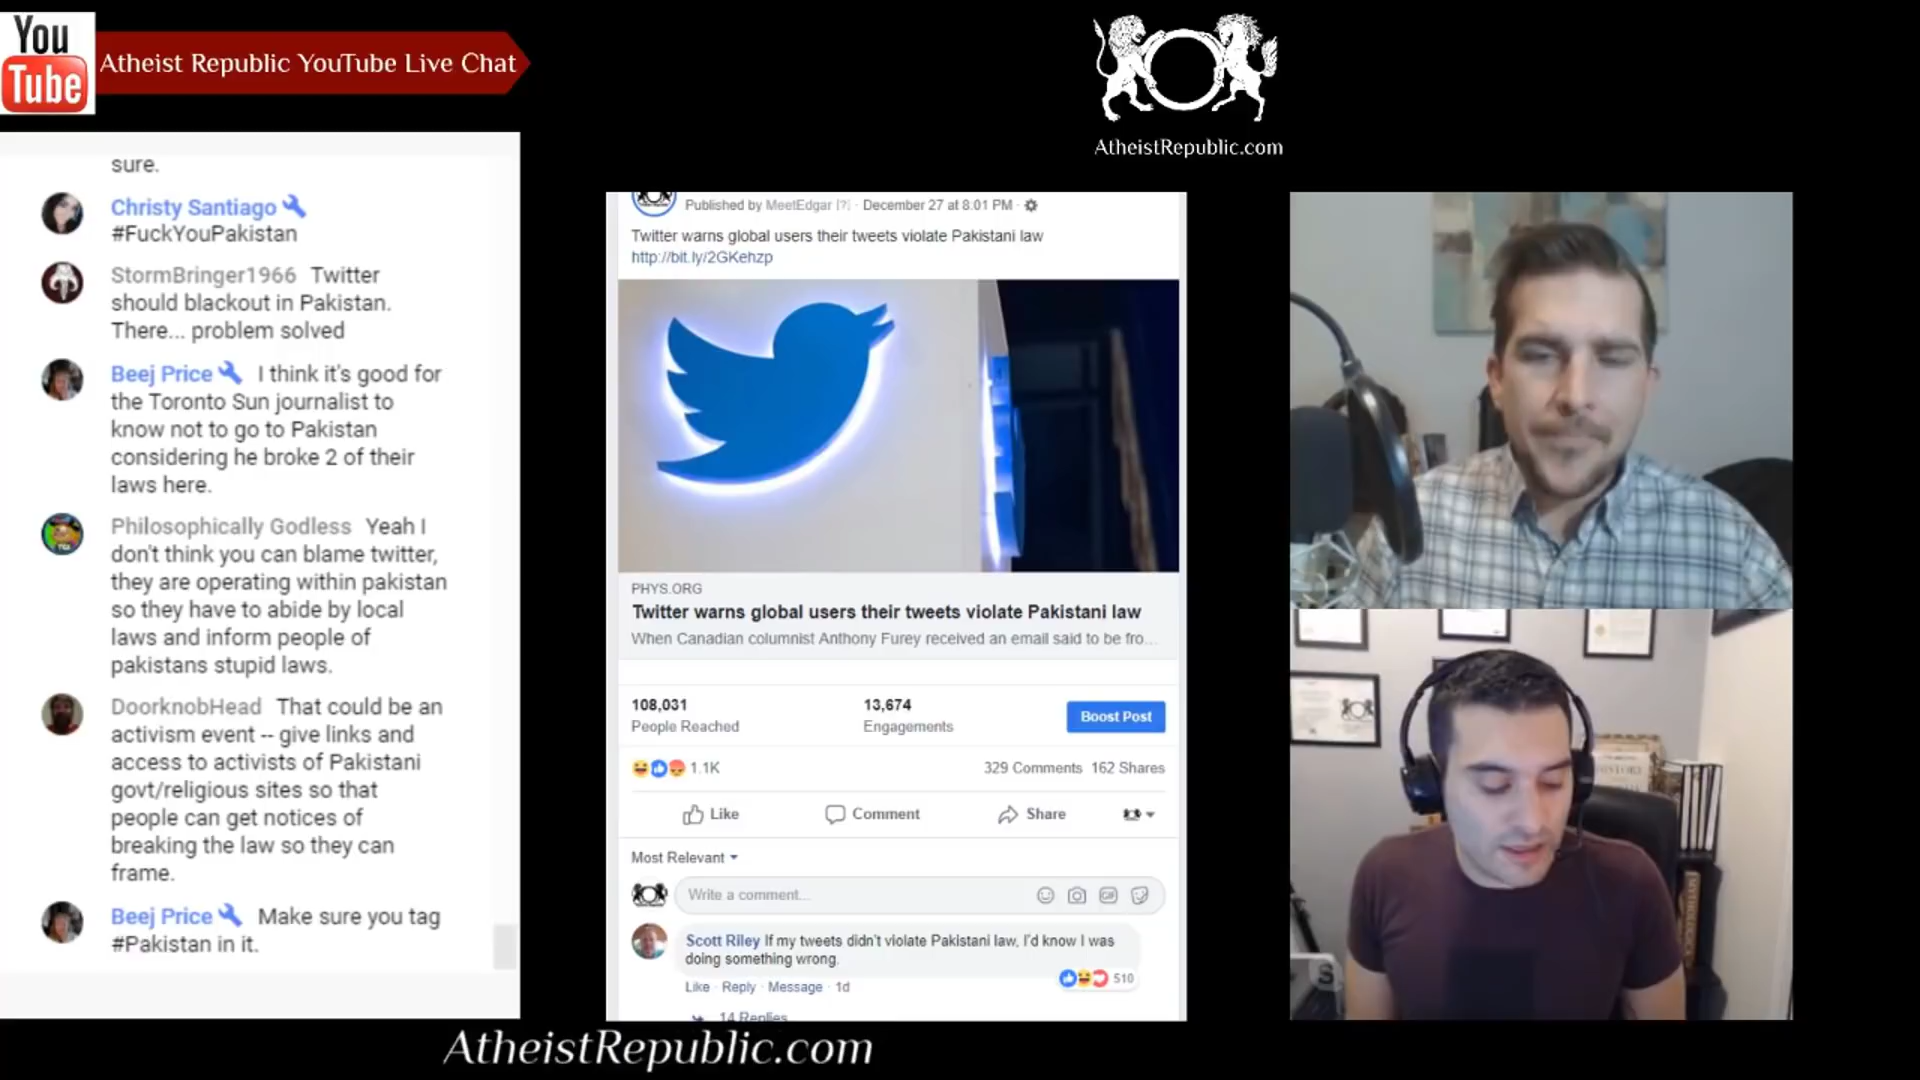 You
Tube
Atheist Republic YouTube Live Chat
AtheistRepublic.com
sure.
Christy Santiago
#FuckYouPakistan
StormBringer1966 Twitter
should blackout in Pakistan.
There... problem solved
Beej Price I think it's good for
the Toronto Sun journalist to
know not to go to Pakistan
considering he broke 2 of their
laws here.
Philosophically Godless Yeah I
don't think you can blame twitter,
they are operating within pakistan
so they have to abide by local
laws and inform people of
pakistans stupid laws.
DoorknobHead That could be an
activism event -- give links and
access to activists of Pakistani
govt/religious sites so that
people can get notices of
breaking the law so they can
frame.
Beej Price Make sure you tag
#Pakistan in it.
Published by MeetEdgar [?] · December 27 at 8:01 PM ·
Twitter warns global users their tweets violate Pakistani law
http://bit.ly/2GKehzp
PHYS.ORG
Twitter warns global users their tweets violate Pakistani law
When Canadian columnist Anthony Furey received an email said to be fro...
108,031
People Reached
13,674
Engagements
Boost Post
1.1K
329 Comments 162 Shares
Like
Comment
Share
Most Relevant
Write a comment...
GIF
Scott Riley If my tweets didn't violate Pakistani law, I'd know I was
doing something wrong.
510
Like · Reply · Message · 1d
14 Replies
AtheistRepublic.com